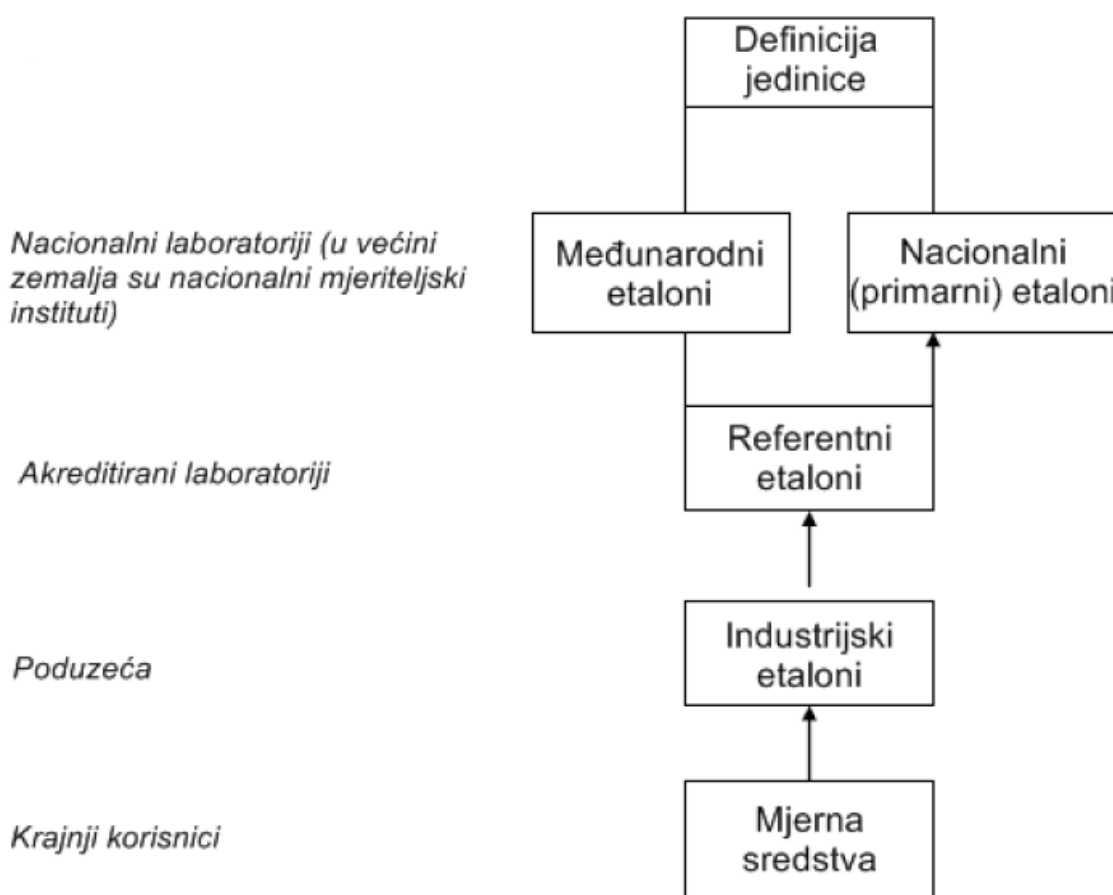 Definicija
jedinice
Nacionalni laboratoriji (u većini
zemalja su nacionalni mjeriteljski
instituti)
Međunarodni
etaloni
Nacionalni
(primarni) etaloni
Akreditirani laboratoriji
Referentni
etaloni
Poduzeća
Industrijski
etaloni
Krajnji korisnici
Mjerna
sredstva